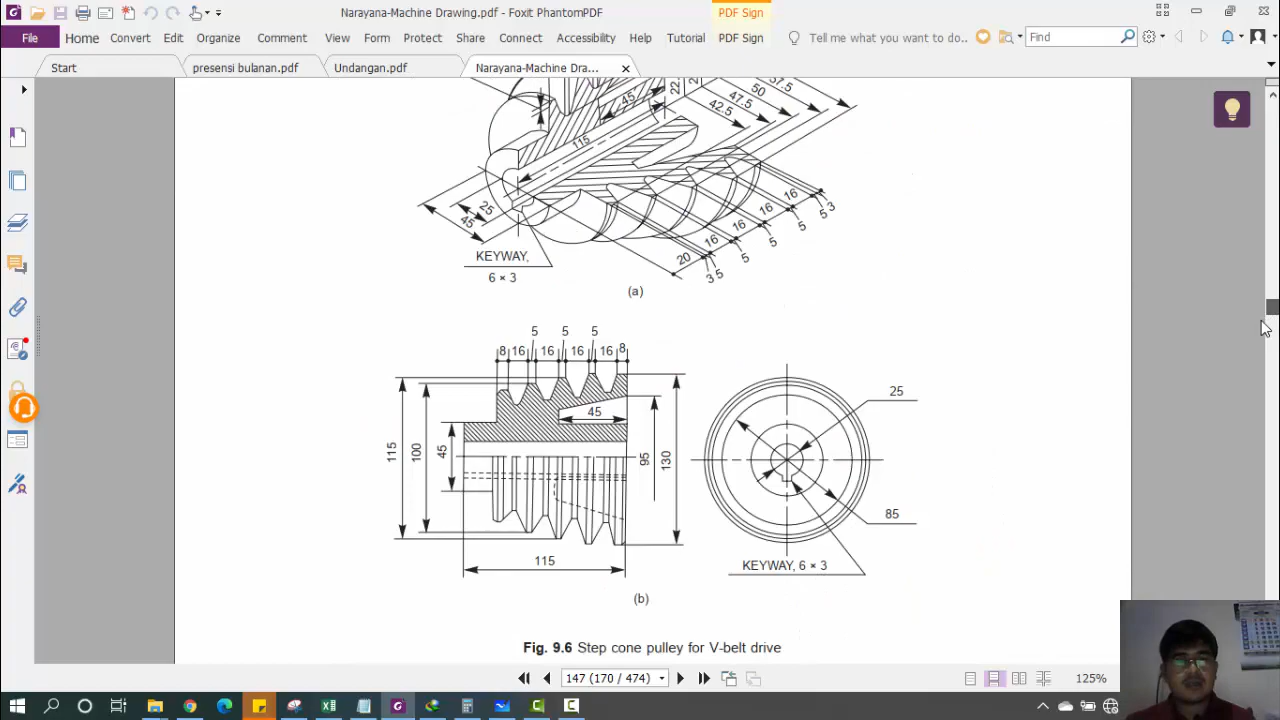 Narayana-Machine Drawing.pdf - Foxit PhantomPDF
PDF Sign
File Home Convert Edit Organize Comment View Form Protect Share Connect Accessibility Help Tutorial PDF Sign Tell me what you want to do... Find
Start presensi bulanan.pdf Undangan.pdf Narayana-Machine Dra...
45
22.
2
42.5
47.5
50
57.5
115
25
45
KEYWAY,
6 × 3
20
3 5
16
5
16
5
16
5
16
5 3
(a)
5 5 5
8 16 16 16 16 8
115
100
45
45
95
130
115
25
85
KEYWAY, 6 × 3
(b)
Fig. 9.6 Step cone pulley for V-belt drive
147 (170 / 474)
125%